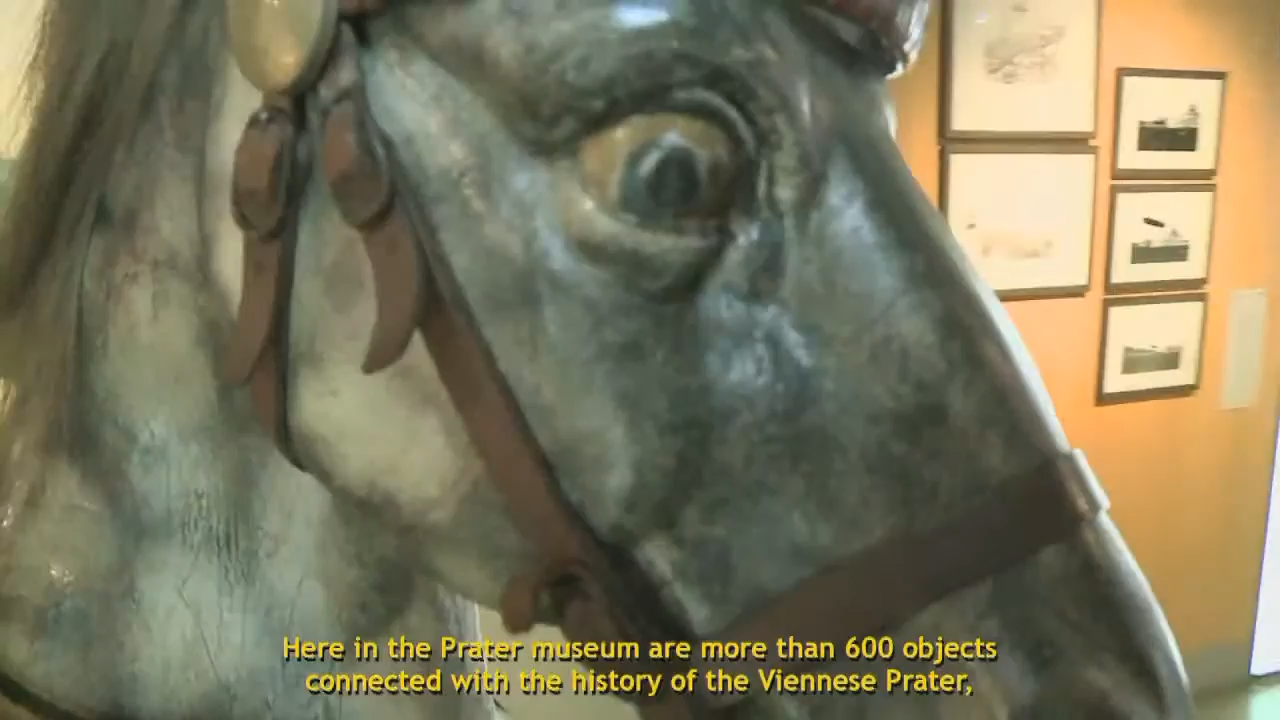 Here in the Prater museum are more than 600 objects
connected with the history of the Viennese Prater,